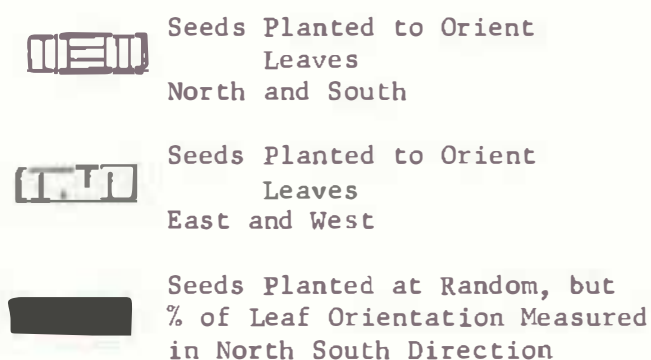 Seeds Planted to Orient
Leaves
North and South
Seeds Planted to Orient
Leaves
East and West
Seeds Planted at Random, but
% of Leaf Orientation Measured
in North South Direction